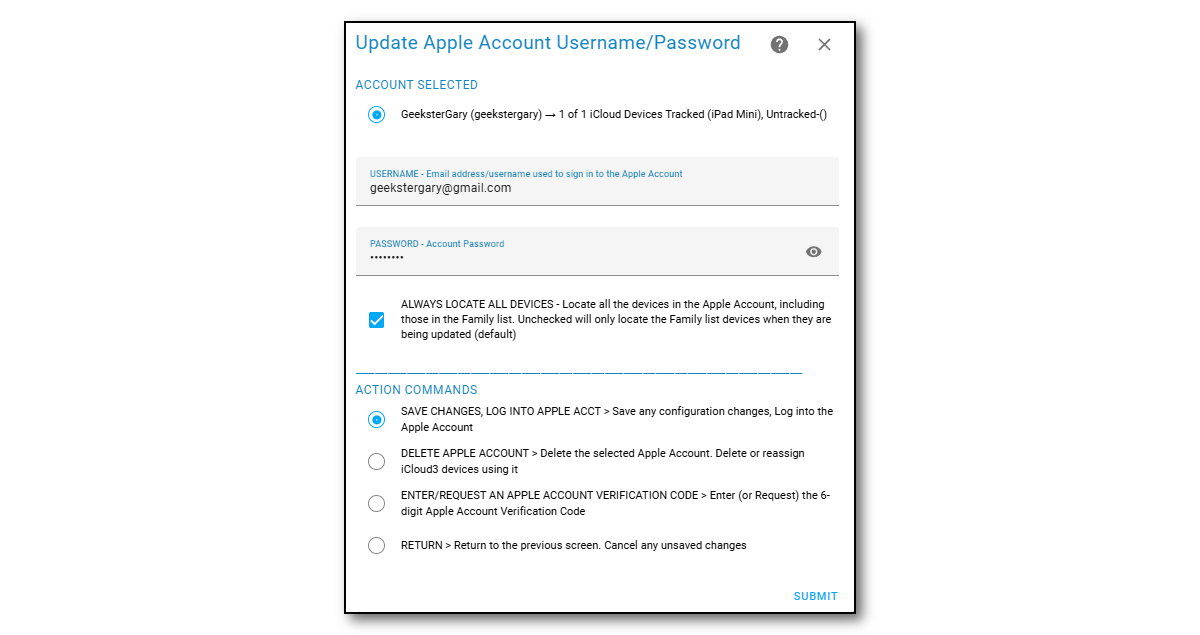 Update Apple Account Username/Password
ACCOUNT SELECTED
GeeksterGary (geekstergary) → 1 of 1 iCloud Devices Tracked (iPad Mini), Untracked-()
USERNAME - Email address/username used to sign in to the Apple Account
geekstergary@gmail.com
PASSWORD - Account Password
••••••••
ALWAYS LOCATE ALL DEVICES - Locate all the devices in the Apple Account, including
those in the Family list. Unchecked will only locate the Family list devices when they are
being updated (default)
ACTION COMMANDS
SAVE CHANGES, LOG INTO APPLE ACCT > Save any configuration changes, Log into the
Apple Account
DELETE APPLE ACCOUNT > Delete the selected Apple Account. Delete or reassign
iCloud3 devices using it
ENTER/REQUEST AN APPLE ACCOUNT VERIFICATION CODE > Enter (or Request) the 6-
digit Apple Account Verification Code
RETURN > Return to the previous screen. Cancel any unsaved changes
SUBMIT